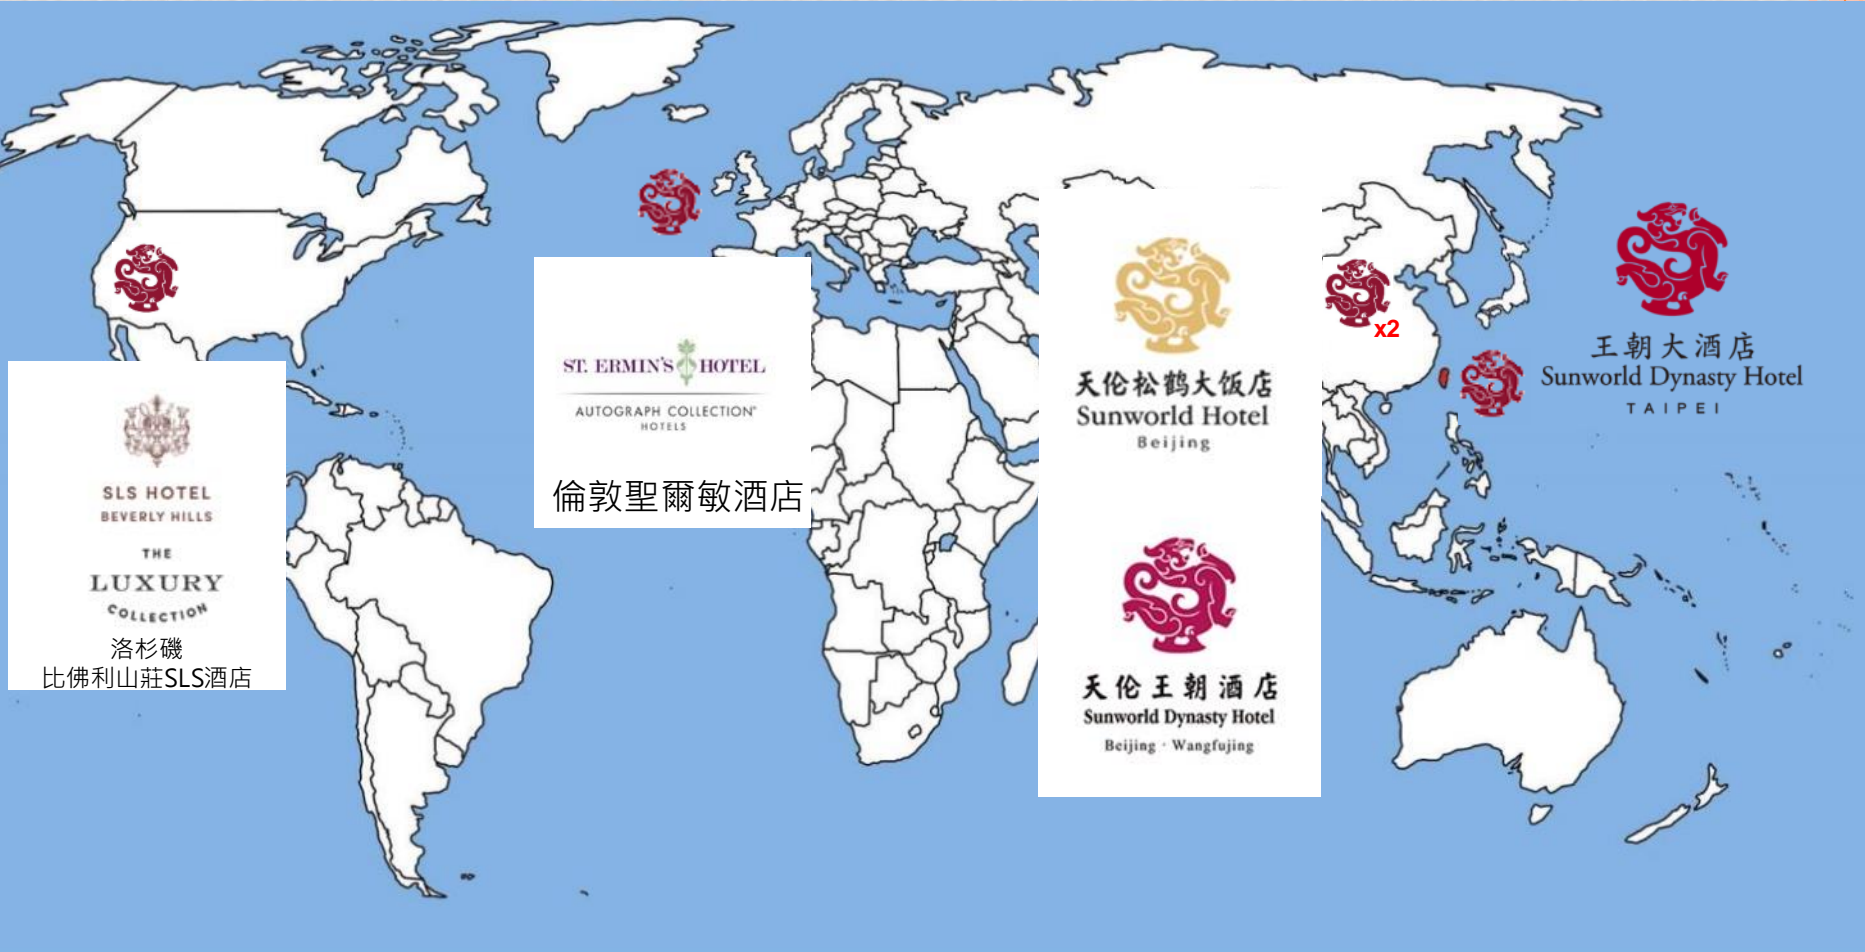 SLS HOTEL
BEVERLY HILLS
THE
LUXURY
COLLECTION
洛杉磯
比佛利山莊SLS酒店
ST. ERMIN'S HOTEL
AUTOGRAPH COLLECTION®
HOTELS
倫敦聖爾敏酒店
天伦松鹤大饭店
Sunworld Hotel
Beijing
天伦王朝酒店
Sunworld Dynasty Hotel
Beijing · Wangfujing
x2
王朝大酒店
Sunworld Dynasty Hotel
TAIPEI